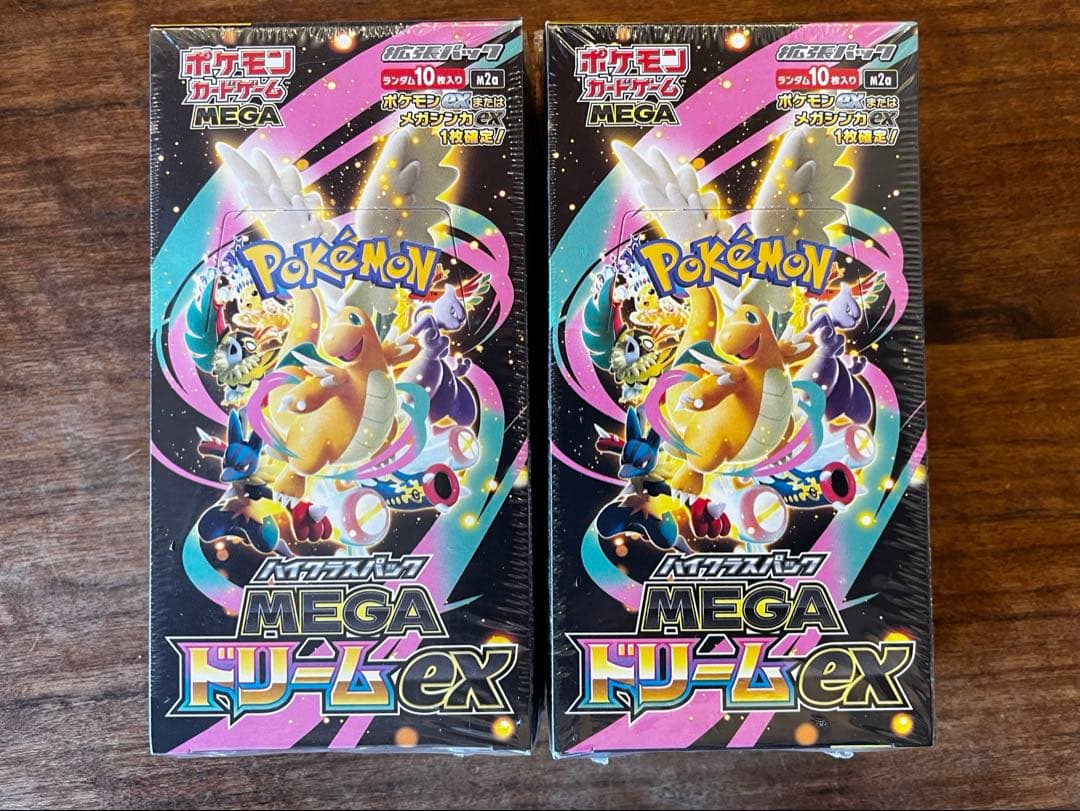 ポケモン
カードゲーム
MEGA
拡張パック
ランダム10枚入り
M2a
ポケモンexまたは
メガシンカex
1枚確定!
POKéMON
ハイクラスパック
MEGA
ドリームex
ポケモン
カードゲーム
MEGA
拡張パック
ランダム10枚入り
M2a
ポケモンexまたは
メガシンカex
1枚確定!
POKéMON
ハイクラスパック
MEGA
ドリームex